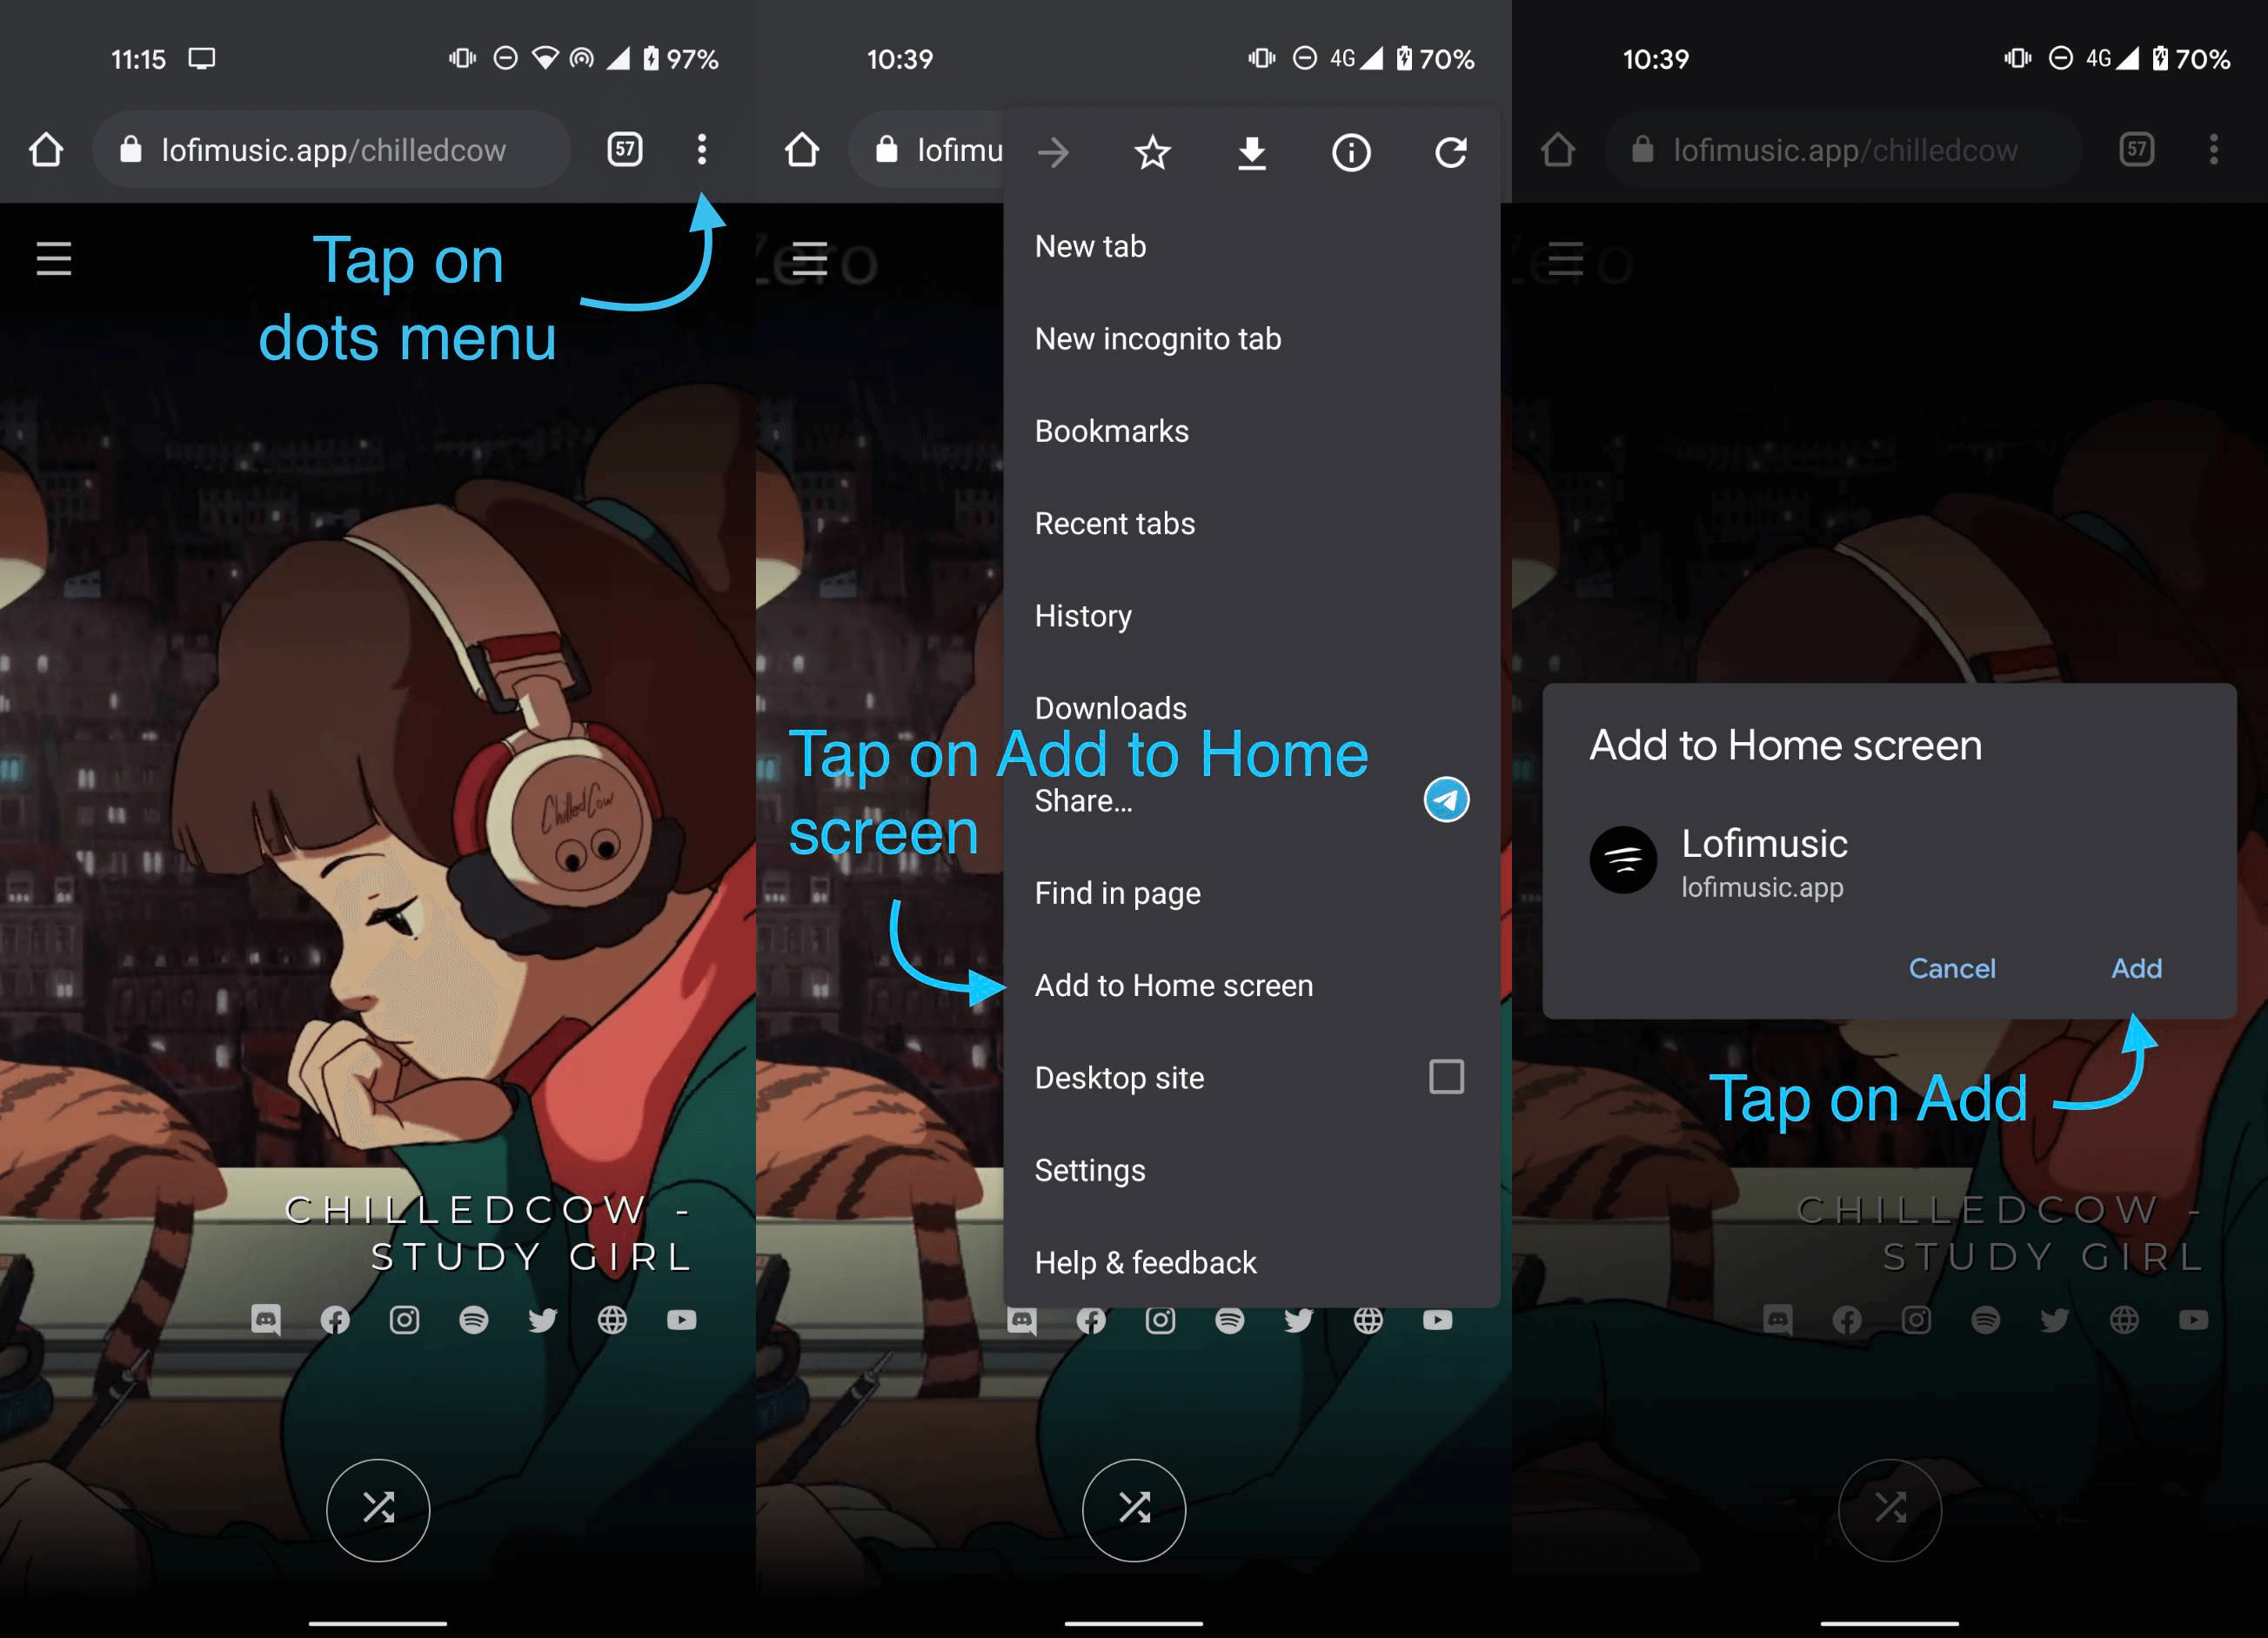 11:15
97%
lofimusic.app/chilledcow
57
Tap on
dots menu
ChilledCow
CHILLEDCOW -
STUDY GIRL
10:39
4G
70%
lofimu
Zero
New tab
New incognito tab
Bookmarks
Recent tabs
History
Downloads
Tap on Add to Home
screen
Share...
Find in page
Add to Home screen
Desktop site
Settings
Help & feedback
10:39
4G
70%
lofimusic.app/chilledcow
57
Zero
Add to Home screen
Lofimusic
lofimusic.app
Cancel
Add
Tap on Add
CHILLEDCOW -
STUDY GIRL